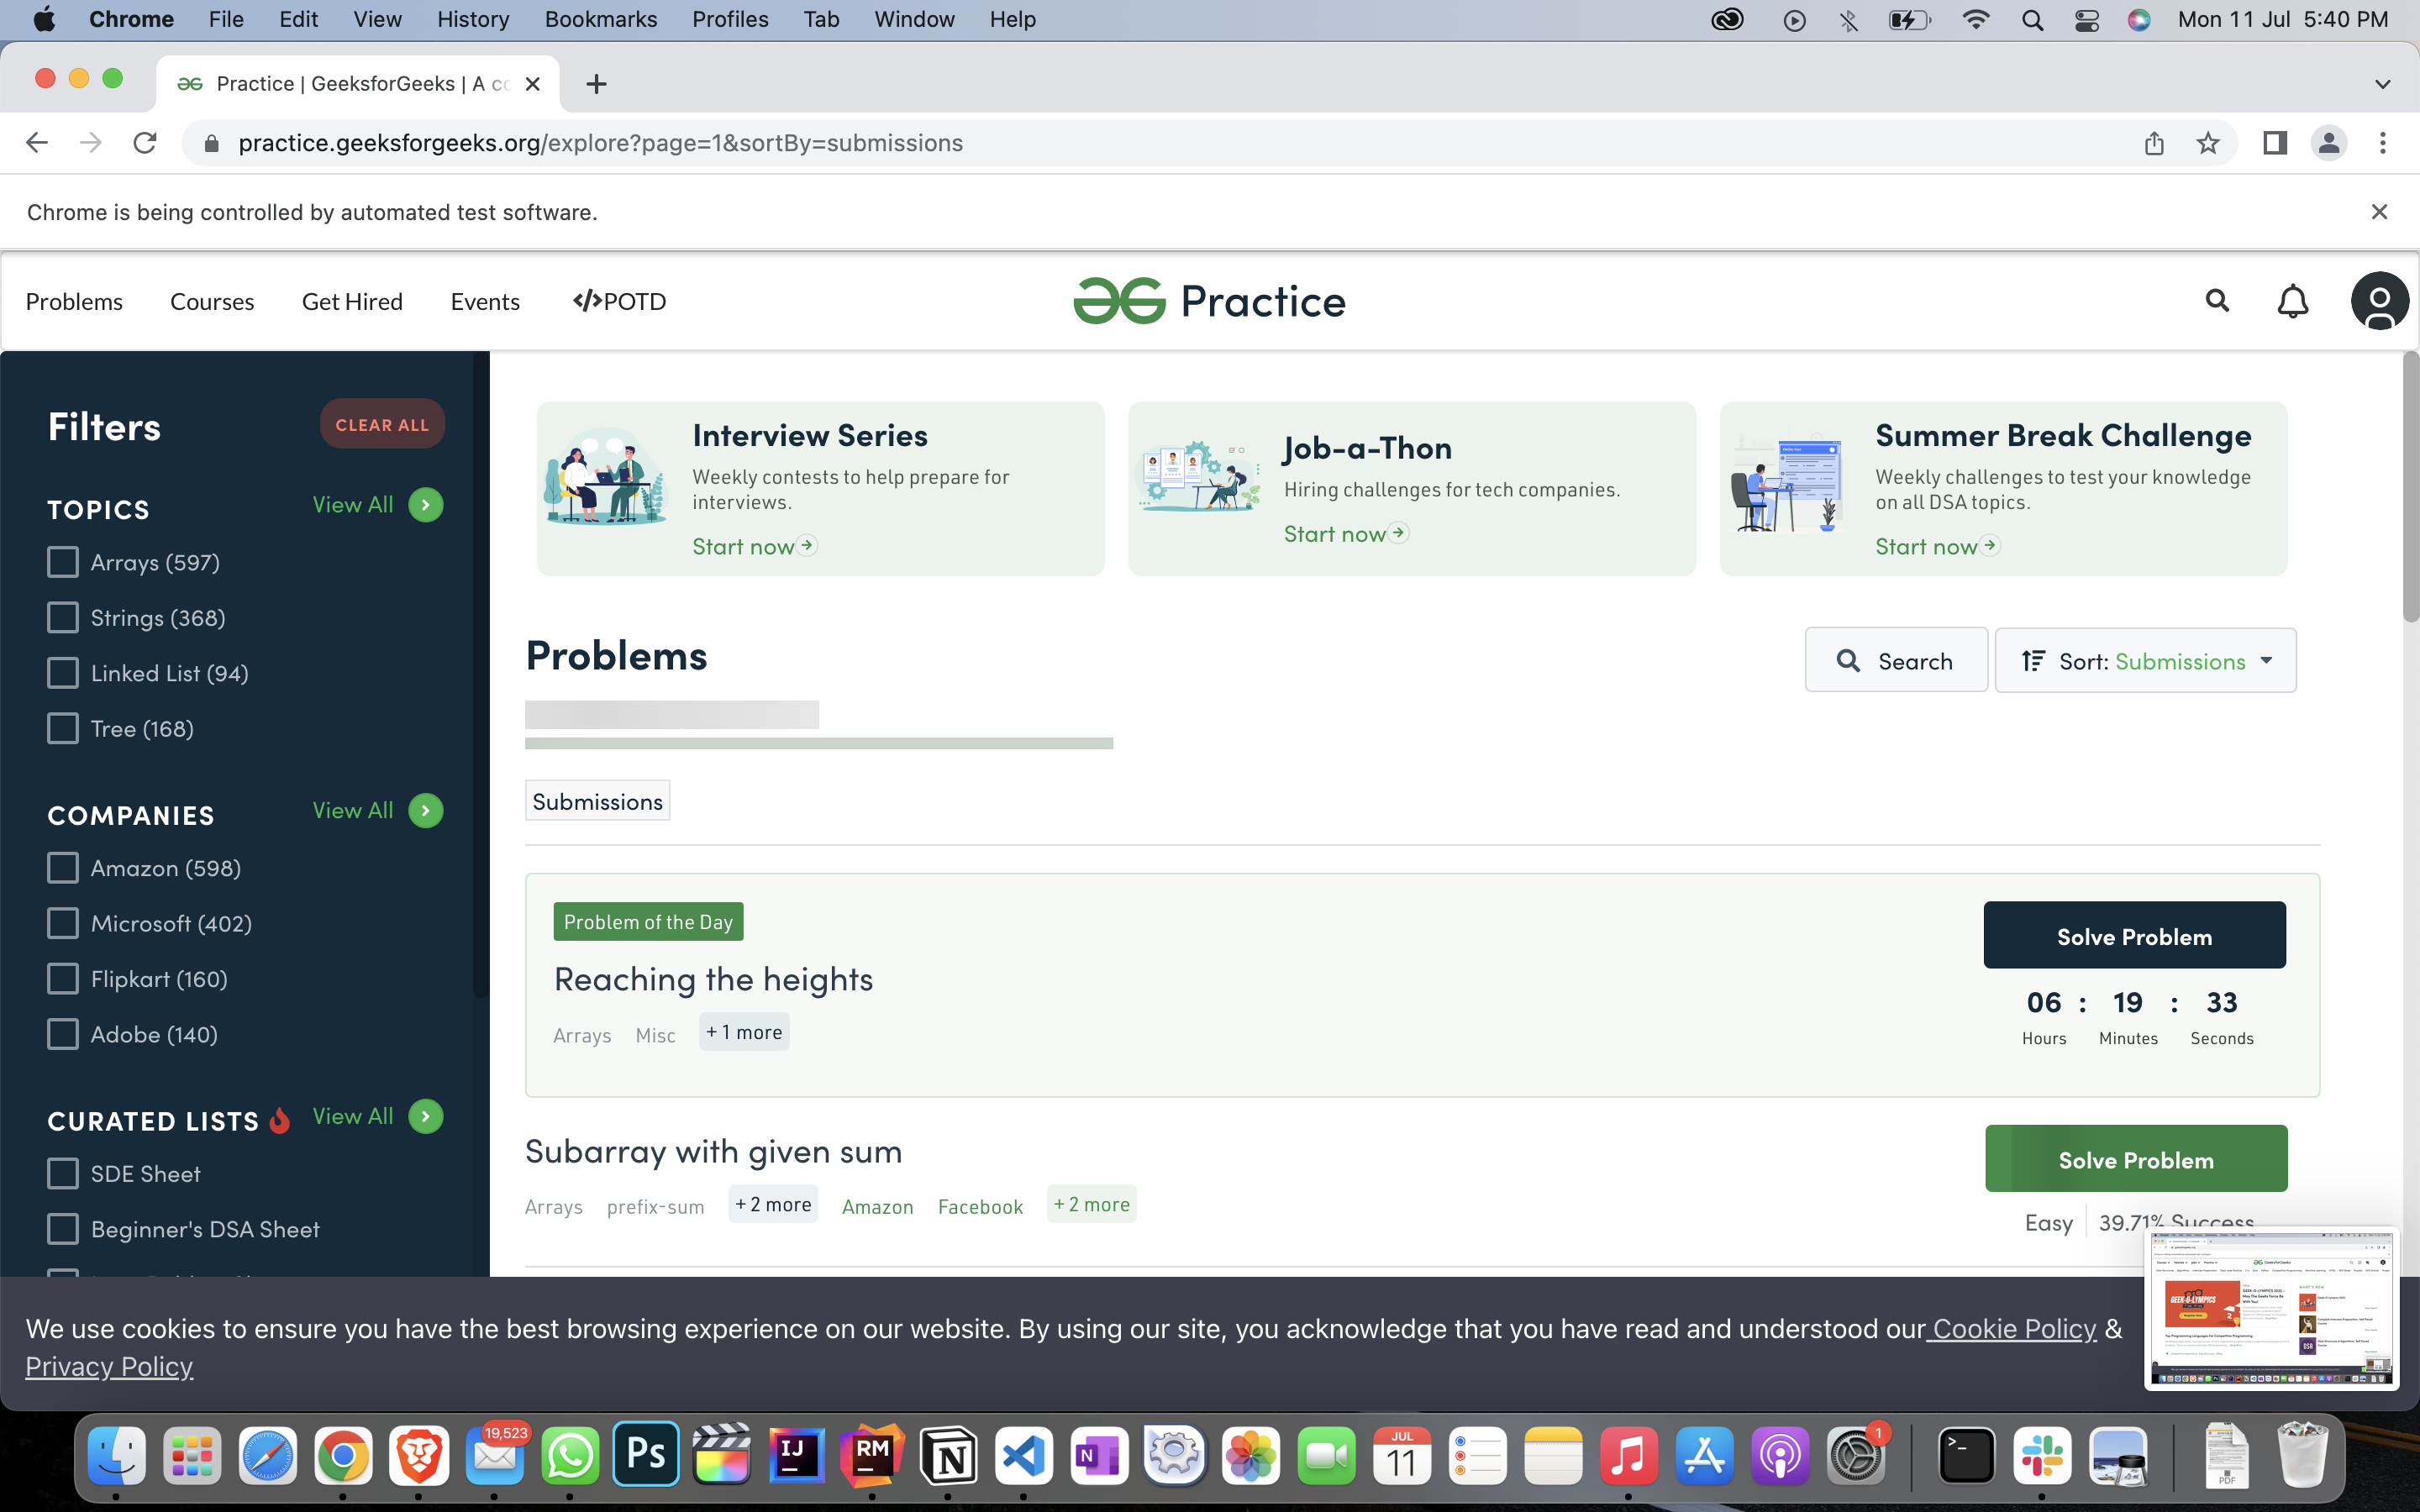 Chrome File Edit View History Bookmarks Profiles Tab Window Help Mon 11 Jul 5:40 PM
Practice | GeeksforGeeks | A co
practice.geeksforgeeks.org/explore?page=1&sortBy=submissions
Chrome is being controlled by automated test software.
Problems Courses Get Hired Events </>POTD Practice
Filters CLEAR ALL
TOPICS View All
Arrays (597)
Strings (368)
Linked List (94)
Tree (168)
COMPANIES View All
Amazon (598)
Microsoft (402)
Flipkart (160)
Adobe (140)
CURATED LISTS View All
SDE Sheet
Beginner's DSA Sheet
Interview Series
Weekly contests to help prepare for
interviews.
Start now
Job-a-Thon
Hiring challenges for tech companies.
Start now
Summer Break Challenge
Weekly challenges to test your knowledge
on all DSA topics.
Start now
Problems Search Sort: Submissions
Submissions
Problem of the Day Solve Problem
Reaching the heights 06 : 19 : 33
Arrays Misc + 1 more Hours Minutes Seconds
Subarray with given sum Solve Problem
Arrays prefix-sum + 2 more Amazon Facebook + 2 more Easy 39.71% Success
We use cookies to ensure you have the best browsing experience on our website. By using our site, you acknowledge that you have read and understood our Cookie Policy &
Privacy Policy
GEEK-O-LYMPICS
19,523 Ps IJ RM N JUL 11 1 PDF